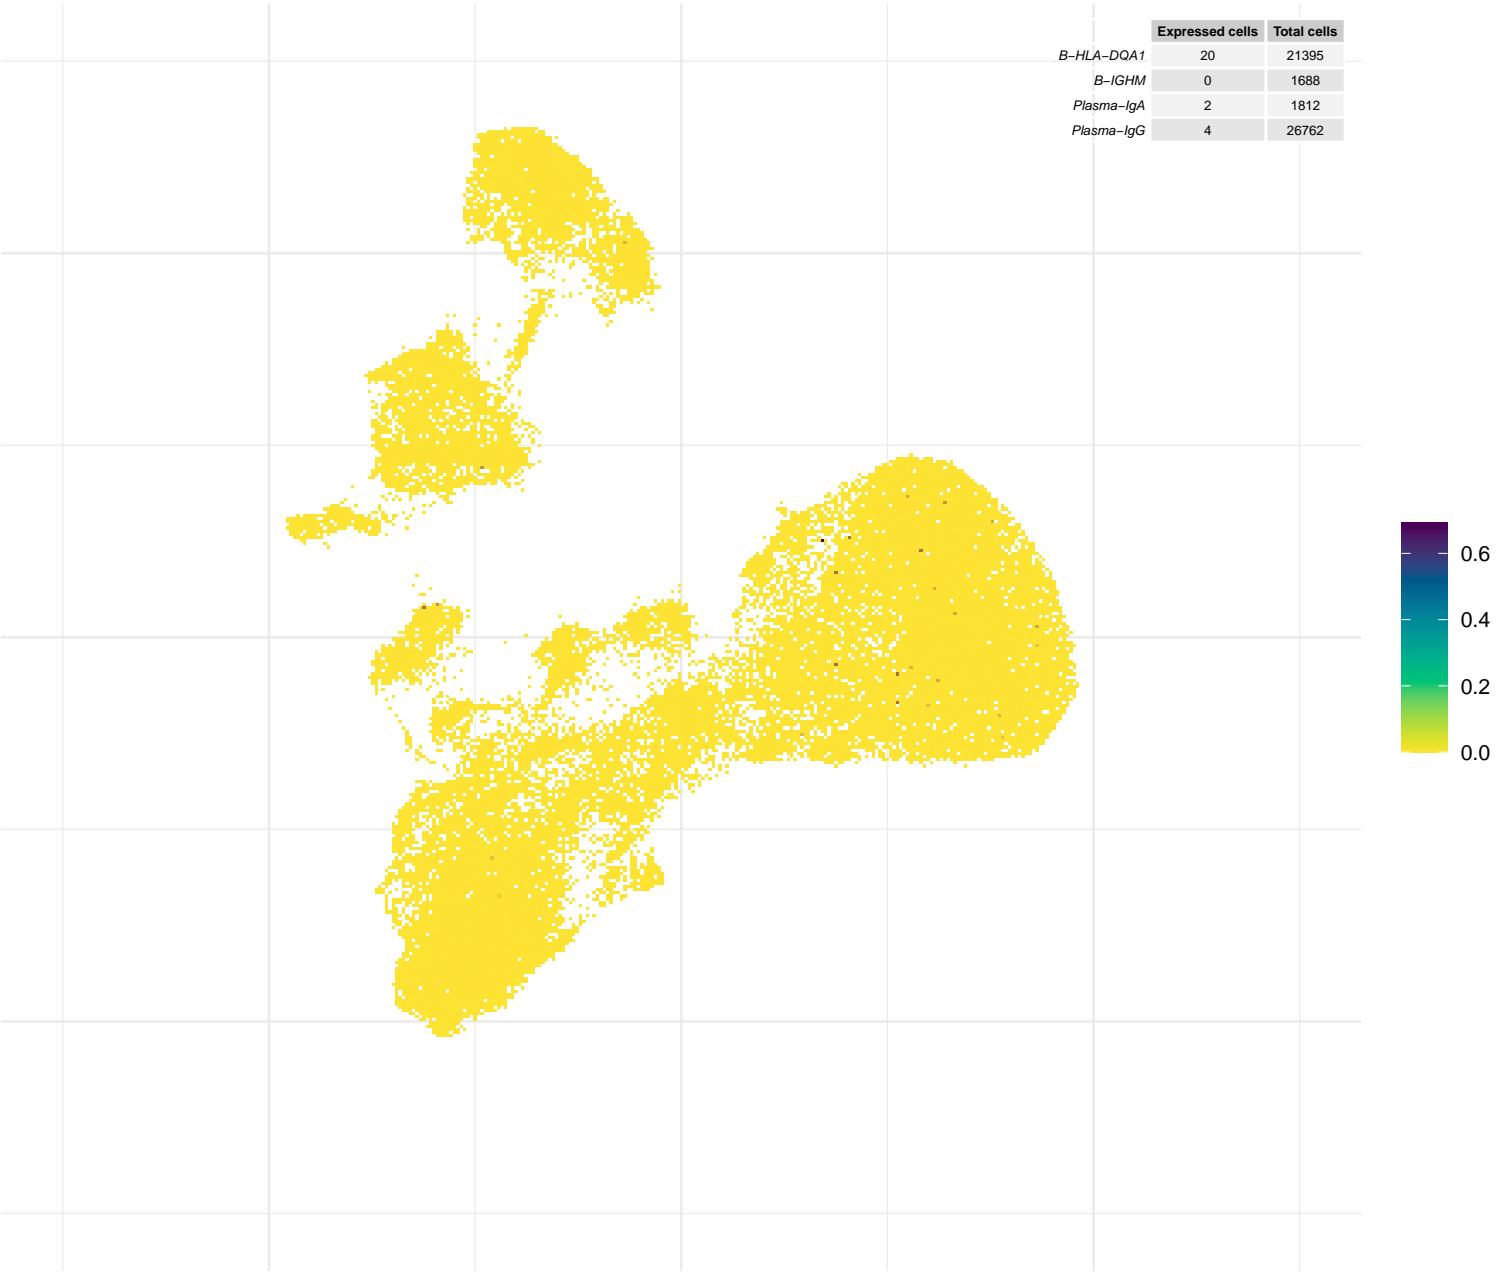 Expressed cells Total cells
B−HLA−DQA1 20 21395
B−IGHM 0 1688
Plasma−IgA 2 1812
Plasma−IgG 4 26762
0.6
0.4
0.2
0.0